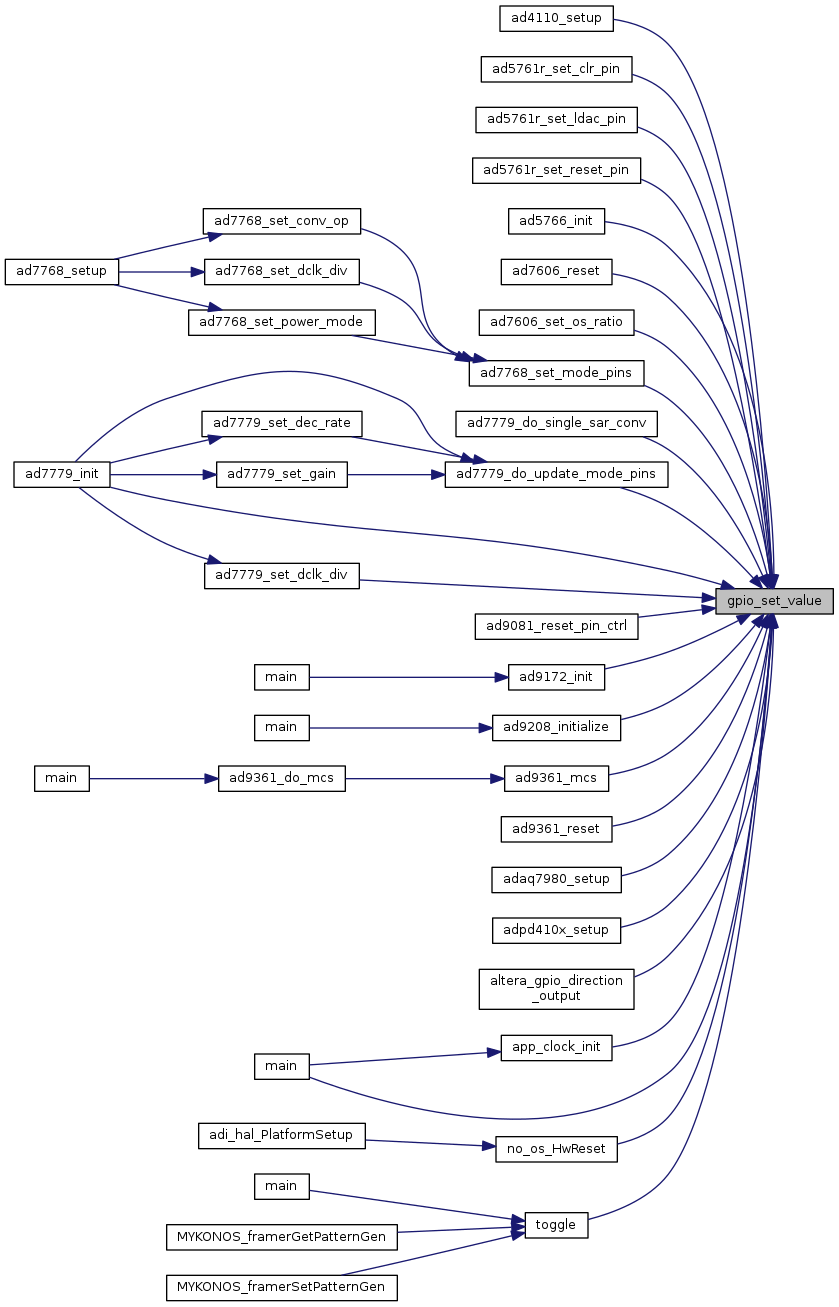 ad4110_setup
ad5761r_set_clr_pin
ad5761r_set_ldac_pin
ad5761r_set_reset_pin
ad7768_set_conv_op
ad5766_init
ad7768_setup
ad7768_set_dclk_div
ad7606_reset
ad7768_set_power_mode
ad7606_set_os_ratio
ad7768_set_mode_pins
ad7779_set_dec_rate
ad7779_do_single_sar_conv
ad7779_init
ad7779_set_gain
ad7779_do_update_mode_pins
ad7779_set_dclk_div
gpio_set_value
ad9081_reset_pin_ctrl
main
ad9172_init
main
ad9208_initialize
main
ad9361_do_mcs
ad9361_mcs
ad9361_reset
adaq7980_setup
adpd410x_setup
altera_gpio_direction
_output
app_clock_init
main
adi_hal_PlatformSetup
no_os_HwReset
main
toggle
MYKONOS_framerGetPatternGen
MYKONOS_framerSetPatternGen